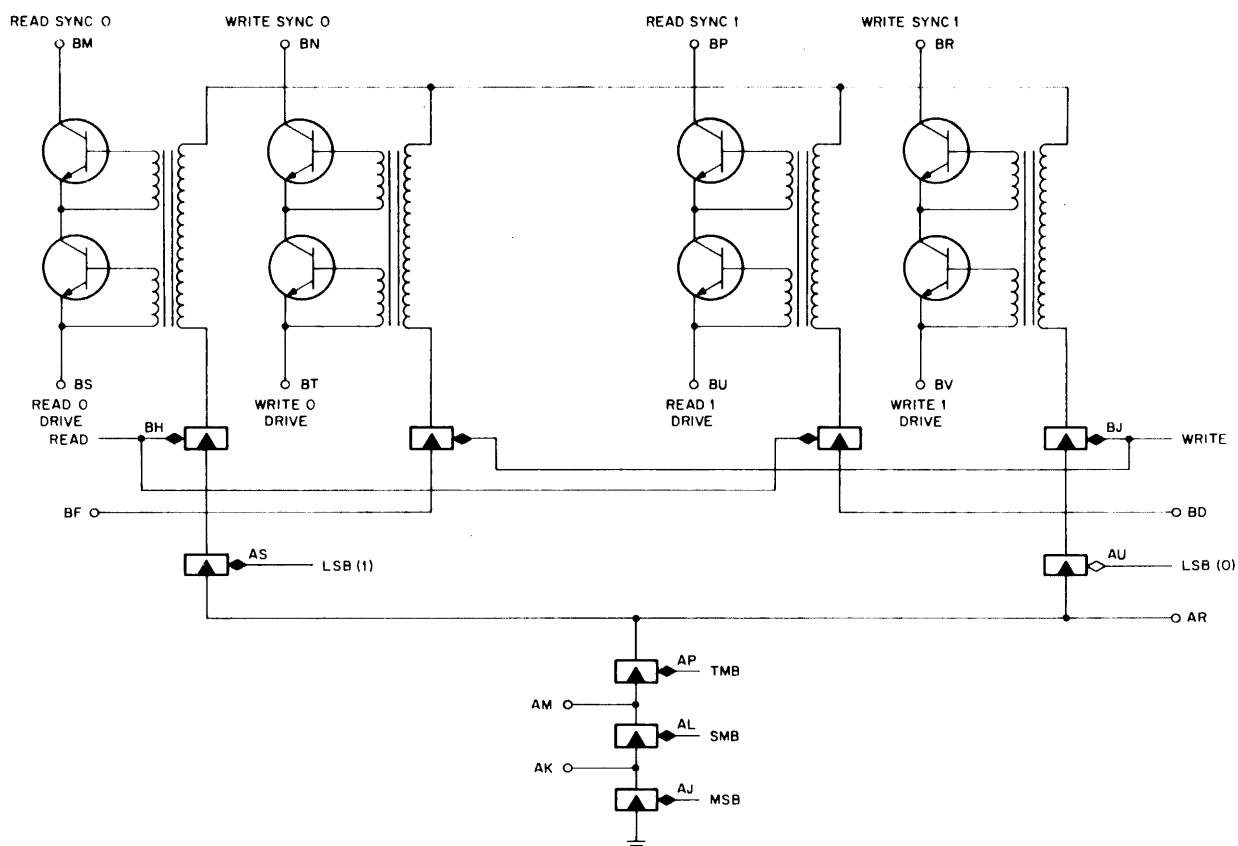 READ SYNC 0
WRITE SYNC 0
READ SYNC 1
WRITE SYNC 1
BM
BN
BP
BR
BS
BT
BU
BV
READ 0
DRIVE
WRITE 0
DRIVE
READ 1
DRIVE
WRITE 1
DRIVE
READ
BH
BJ
WRITE
BF
BD
AS
LSB (1)
AU
LSB (0)
AR
AP
TMB
AM
AL
SMB
AK
AJ
MSB